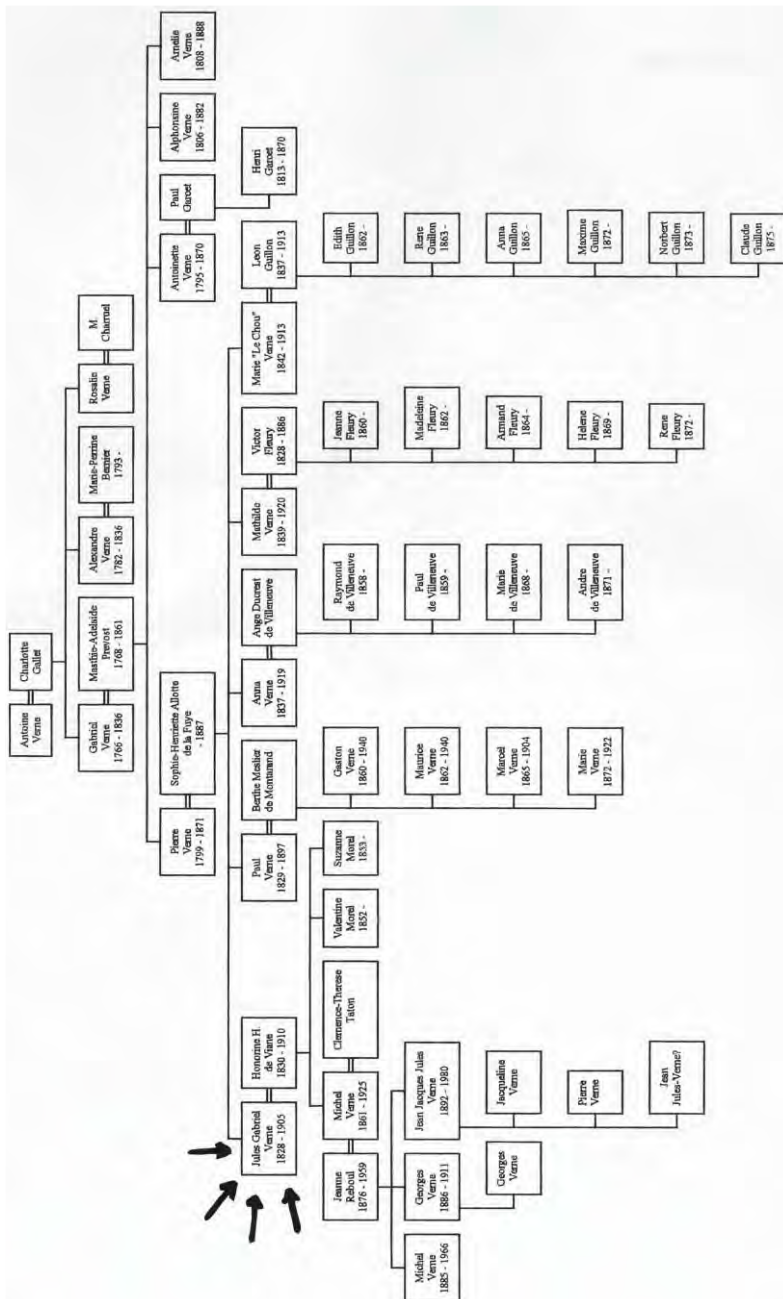 Antoine
Verne
Charlotte
Gallet
Gabriel
Verne
1766 - 1836
Masthie-Adelaide
Prevost
1768 - 1861
Alexandre
Verne
1782 - 1836
Marie-Perrine
Bernier
1793 -
Rosalie
Verne
M.
Charruel
Pierre
Verne
1799 - 1871
Sophie-Henriette Allotte
de la Fuye
- 1887
Antoinette
Verne
1795 - 1870
Paul
Garcet
Alphonsine
Verne
1806 - 1882
Amelie
Verne
1808 - 1888
Jules Gabriel
Verne
1828 - 1905
Honorine H.
de Viane
1830 - 1910
Paul
Verne
1829 - 1897
Berthe Meslier
de Montarand
Anna
Verne
1837 - 1919
Ange Ducrest
de Villeneuve
Mathilde
Verne
1839 - 1920
Victor
Fleury
1828 - 1886
Marie "Le Chou"
Verne
1842 - 1913
Leon
Guillon
1837 - 1913
Henri
Garcet
1813 - 1870
Jeanne
Reboul
1876 - 1959
Michel
Verne
1861 - 1925
Clemence-Therese
Taton
Valentine
Morel
1852 -
Suzanne
Morel
1853 -
Gaston
Verne
1860 - 1940
Maurice
Verne
1862 - 1940
Marcel
Verne
1865 - 1904
Marie
Verne
1872 - 1922
Raymond
de Villeneuve
1858 -
Paul
de Villeneuve
1859 -
Marie
de Villeneuve
1868 -
Andre
de Villeneuve
1871 -
Jeanne
Fleury
1860 -
Madeleine
Fleury
1862 -
Armand
Fleury
1864 -
Helene
Fleury
1869 -
Rene
Fleury
1872 -
Edith
Guillon
1862 -
Rene
Guillon
1863 -
Anna
Guillon
1865 -
Maxime
Guillon
1872 -
Norbert
Guillon
1873 -
Claude
Guillon
1875 -
Michel
Verne
1885 - 1966
Georges
Verne
1886 - 1911
Jean Jacques Jules
Verne
1892 - 1980
Georges
Verne
Jacqueline
Verne
Pierre
Verne
Jean
Jules-Verne?